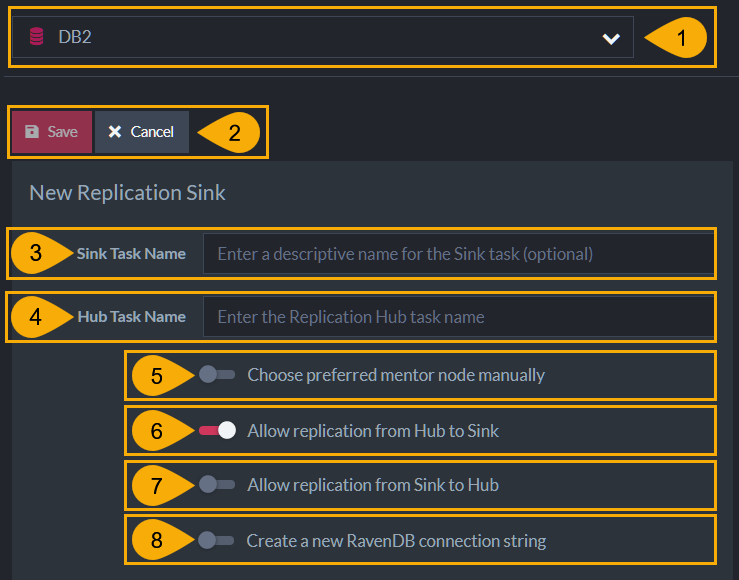 DB2
1
Save Cancel 2
New Replication Sink
3 Sink Task Name Enter a descriptive name for the Sink task (optional)
4 Hub Task Name Enter the Replication Hub task name
5 Choose preferred mentor node manually
6 Allow replication from Hub to Sink
7 Allow replication from Sink to Hub
8 Create a new RavenDB connection string